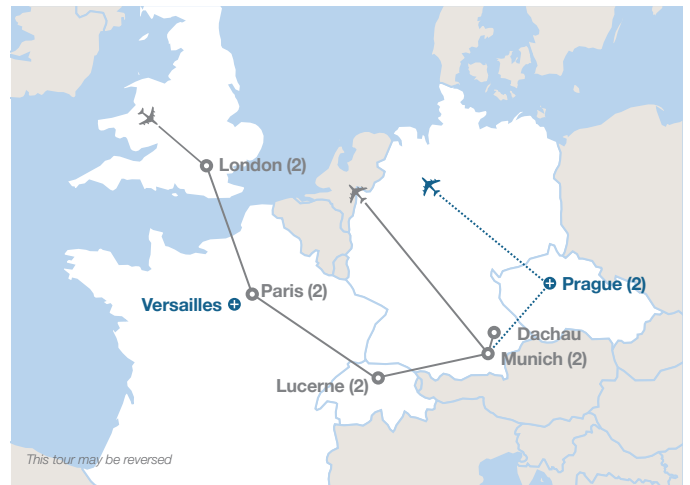 London (2)
Paris (2)
Versailles
Prague (2)
Dachau
Munich (2)
Lucerne (2)
This tour may be reversed